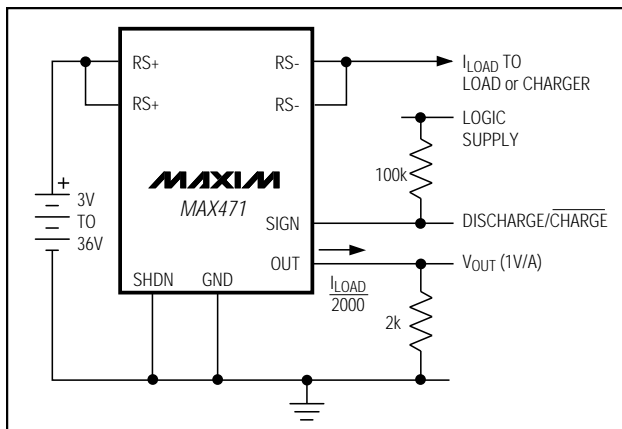 RS+
RS-
I_LOAD TO
LOAD or CHARGER
RS+
RS-
LOGIC
SUPPLY
100k
MAXIM
MAX471
+
3V
TO
36V
SIGN
DISCHARGE/C̅H̅A̅R̅G̅E̅
OUT
V_OUT (1V/A)
SHDN
GND
I_LOAD
2000
2k